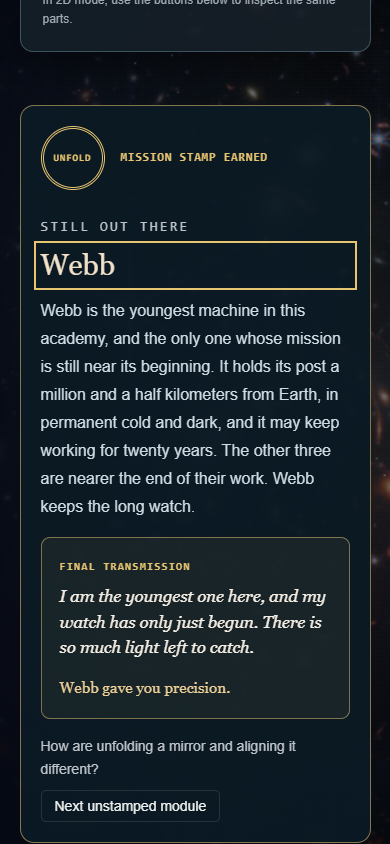 In 2D mode, use the buttons below to inspect the same
parts.
UNFOLD
MISSION STAMP EARNED
STILL OUT THERE
Webb
Webb is the youngest machine in this
academy, and the only one whose mission
is still near its beginning. It holds its post a
million and a half kilometers from Earth, in
permanent cold and dark, and it may keep
working for twenty years. The other three
are nearer the end of their work. Webb
keeps the long watch.
FINAL TRANSMISSION
I am the youngest one here, and my
watch has only just begun. There is
so much light left to catch.
Webb gave you precision.
How are unfolding a mirror and aligning it
different?
Next unstamped module